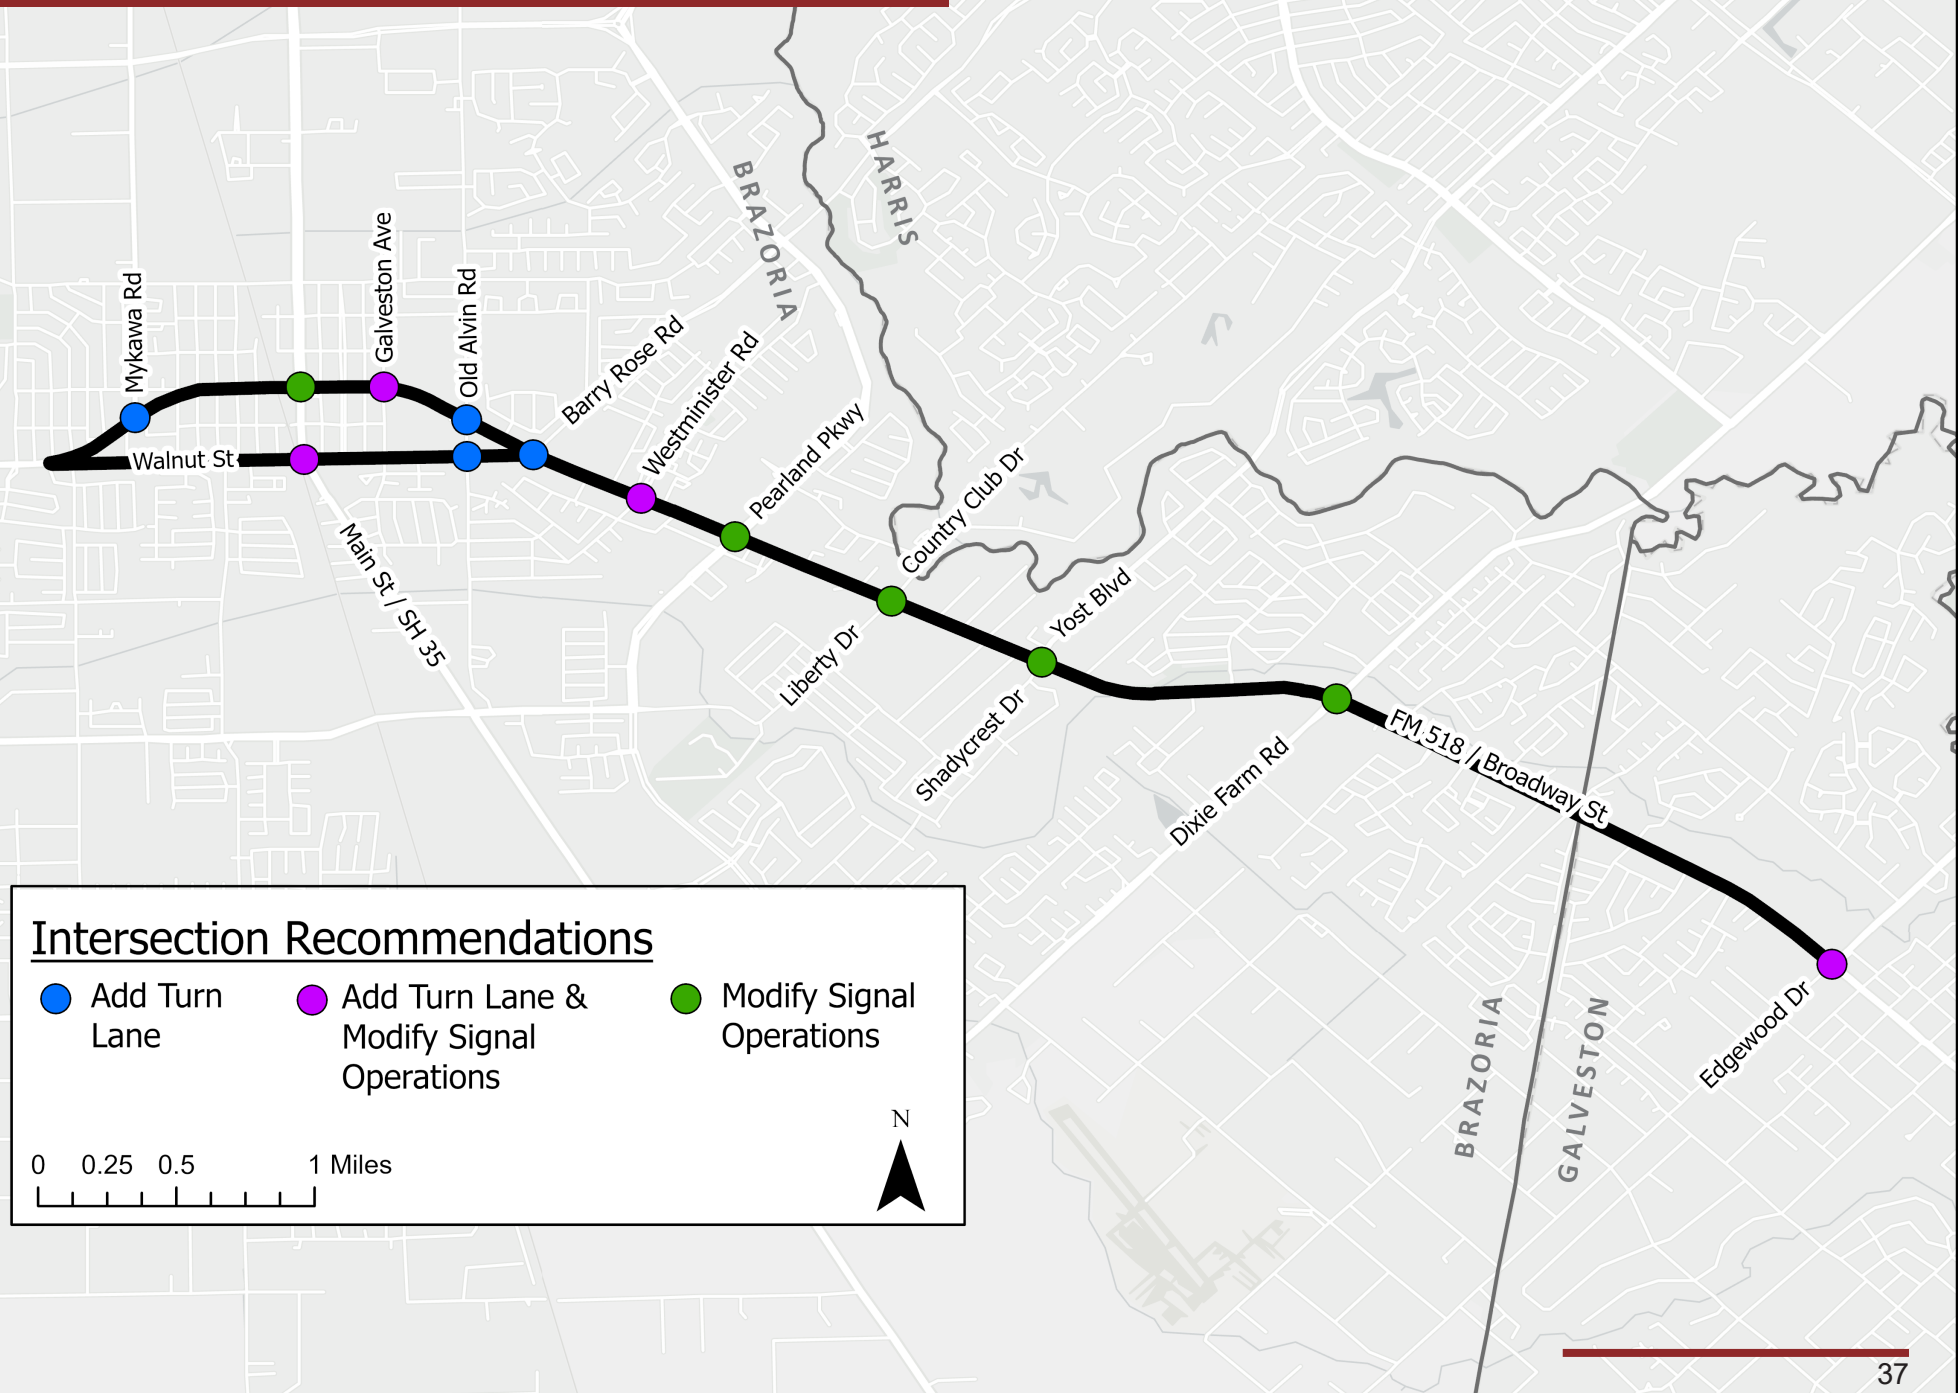 HARRIS
BRAZORIA
Mykawa Rd
Galveston Ave
Old Alvin Rd
Barry Rose Rd
Westminister Rd
Pearland Pkwy
Country Club Dr
Walnut St
Main St / SH 35
Yost Blvd
Liberty Dr
Shadycrest Dr
Dixie Farm Rd
FM 518 / Broadway St
Edgewood Dr
BRAZORIA
GALVESTON
Intersection Recommendations
Add Turn
Lane
Add Turn Lane &
Modify Signal
Operations
Modify Signal
Operations
N
0 0.25 0.5 1 Miles
37